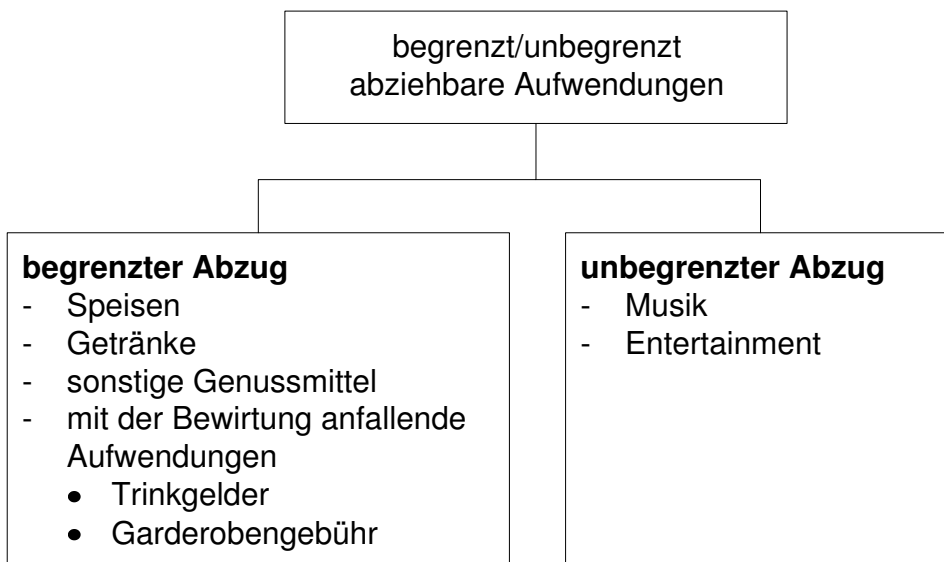 begrenzt/unbegrenzt
abziehbare Aufwendungen
begrenzter Abzug
- Speisen
- Getränke
- sonstige Genussmittel
- mit der Bewirtung anfallende
Aufwendungen
• Trinkgelder
• Garderobengebühr
unbegrenzter Abzug
- Musik
- Entertainment